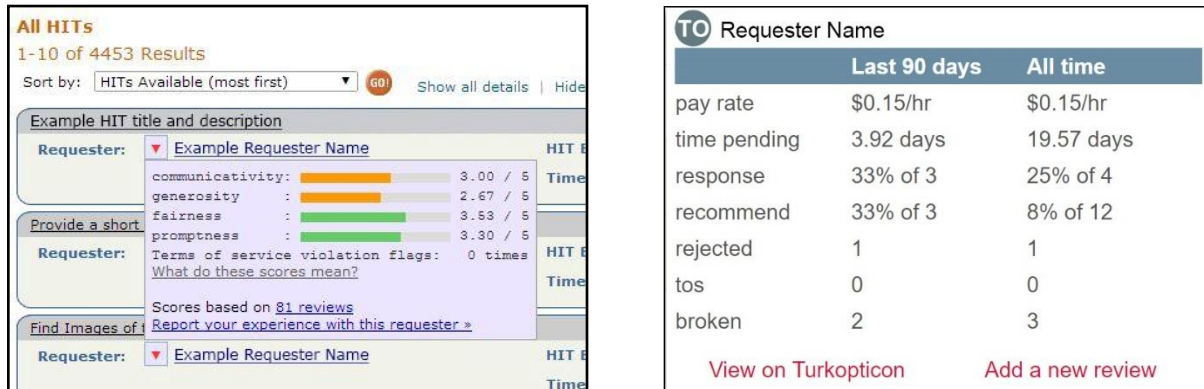 All HITs
1-10 of 4453 Results
Sort by: HITs Available (most first) GO! Show all details | Hide
Example HIT title and description
Requester: Example Requester Name HIT E
communicativity: 3.00 / 5 Time
generosity : 2.67 / 5
fairness : 3.53 / 5
Provide a short
promptness : 3.30 / 5
Requester: Terms of service violation flags: 0 times HIT E
What do these scores mean?
Time
Scores based on 81 reviews
Find Images of t Report your experience with this requester »
Requester: Example Requester Name HIT E
Time
TO Requester Name
Last 90 days All time
pay rate $0.15/hr $0.15/hr
time pending 3.92 days 19.57 days
response 33% of 3 25% of 4
recommend 33% of 3 8% of 12
rejected 1 1
tos 0 0
broken 2 3
View on Turkopticon Add a new review